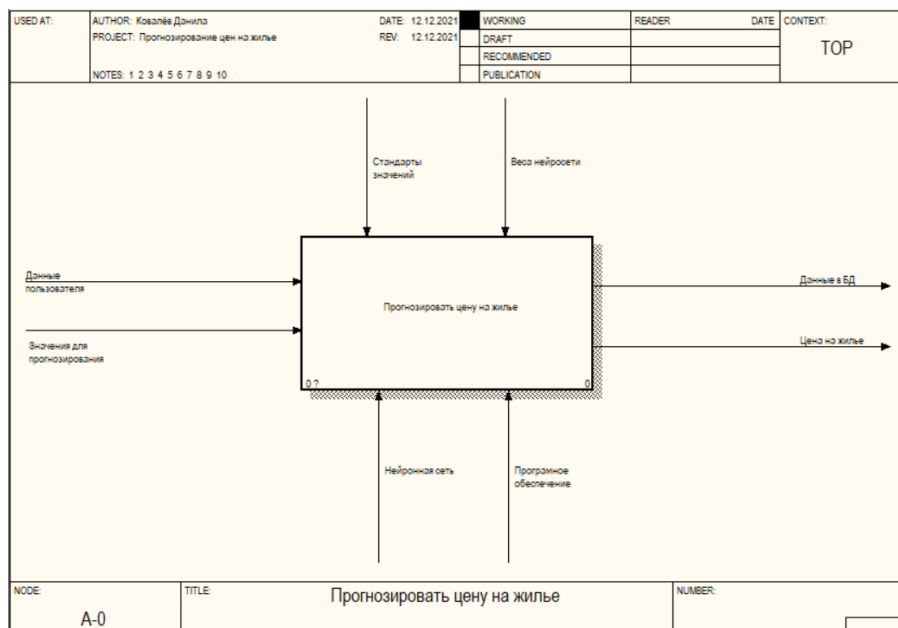 USED AT:
AUTHOR: Ковалёв Данила
DATE: 12.12.2021
WORKING
READER
DATE
CONTEXT:
PROJECT: Прогнозирование цен на жилье
REV: 12.12.2021
DRAFT
TOP
RECOMMENDED
NOTES: 1 2 3 4 5 6 7 8 9 10
PUBLICATION
Стандарты
значений
Веса нейросети
Данные
пользователя
Данные в БД
Прогнозировать цену на жилье
Значения для
прогнозирования
Цена на жилье
0 ?
0
Нейронная сеть
Програмное
обеспечение
NODE:
TITLE:
Прогнозировать цену на жилье
NUMBER:
A-0